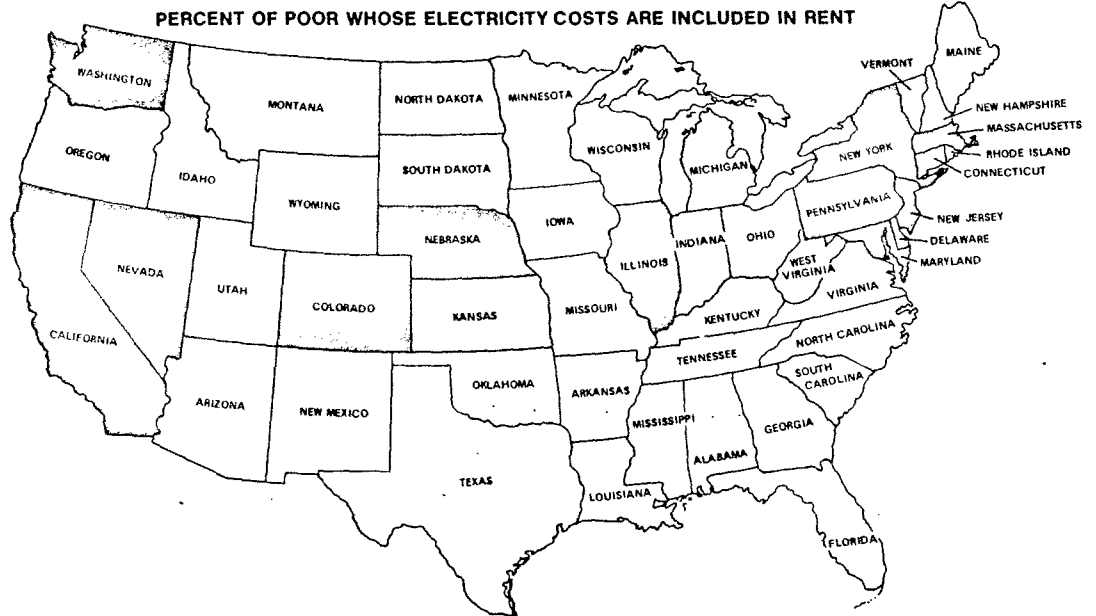 PERCENT OF POOR WHOSE ELECTRICITY COSTS ARE INCLUDED IN RENT
MAINE
VERMONT
WASHINGTON
MONTANA
NORTH DAKOTA
MINNESOTA
NEW HAMPSHIRE
MASSACHUSETTS
OREGON
IDAHO
SOUTH DAKOTA
WISCONSIN
MICHIGAN
NEW YORK
RHODE ISLAND
CONNECTICUT
WYOMING
IOWA
PENNSYLVANIA
NEW JERSEY
NEVADA
NEBRASKA
ILLINOIS
INDIANA
OHIO
DELAWARE
MARYLAND
WEST
VIRGINIA
UTAH
COLORADO
KANSAS
MISSOURI
KENTUCKY
VIRGINIA
CALIFORNIA
TENNESSEE
NORTH CAROLINA
SOUTH
CAROLINA
ARIZONA
NEW MEXICO
OKLAHOMA
ARKANSAS
MISSISSIPPI
GEORGIA
ALABAMA
TEXAS
LOUISIANA
FLORIDA